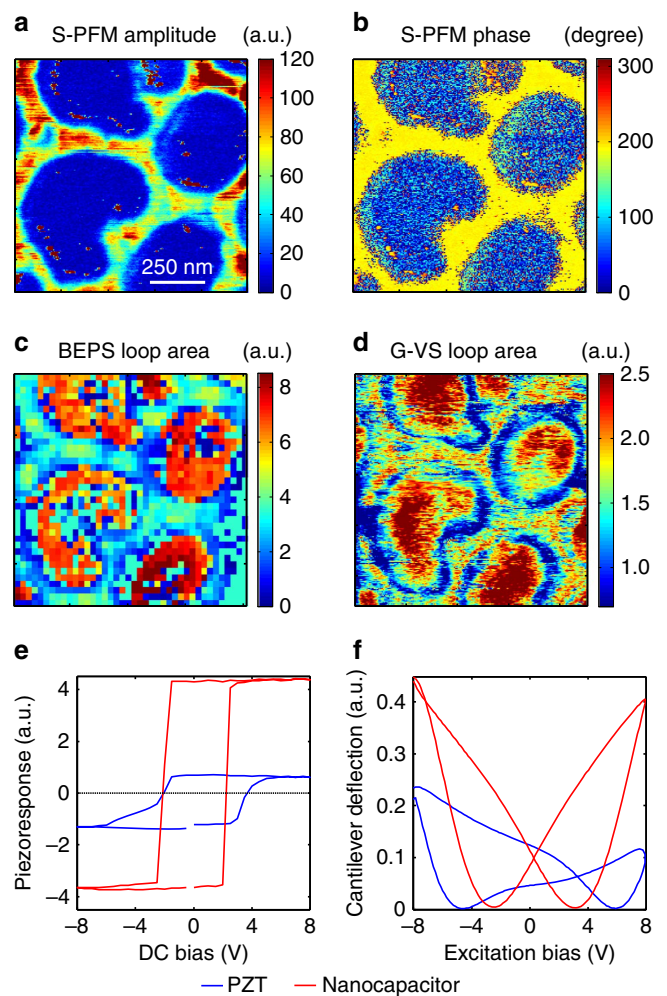 a
S-PFM amplitude (a.u.)
120
100
80
60
40
20
0
250 nm
b
S-PFM phase (degree)
300
200
100
0
c
BEPS loop area (a.u.)
8
6
4
2
0
d
G-VS loop area (a.u.)
2.5
2.0
1.5
1.0
e
Piezoresponse (a.u.)
4
2
0
−2
−4
−8 −4 0 4 8
DC bias (V)
f
Cantilever deflection (a.u.)
0.4
0.3
0.2
0.1
0
−8 −4 0 4 8
Excitation bias (V)
PZT Nanocapacitor